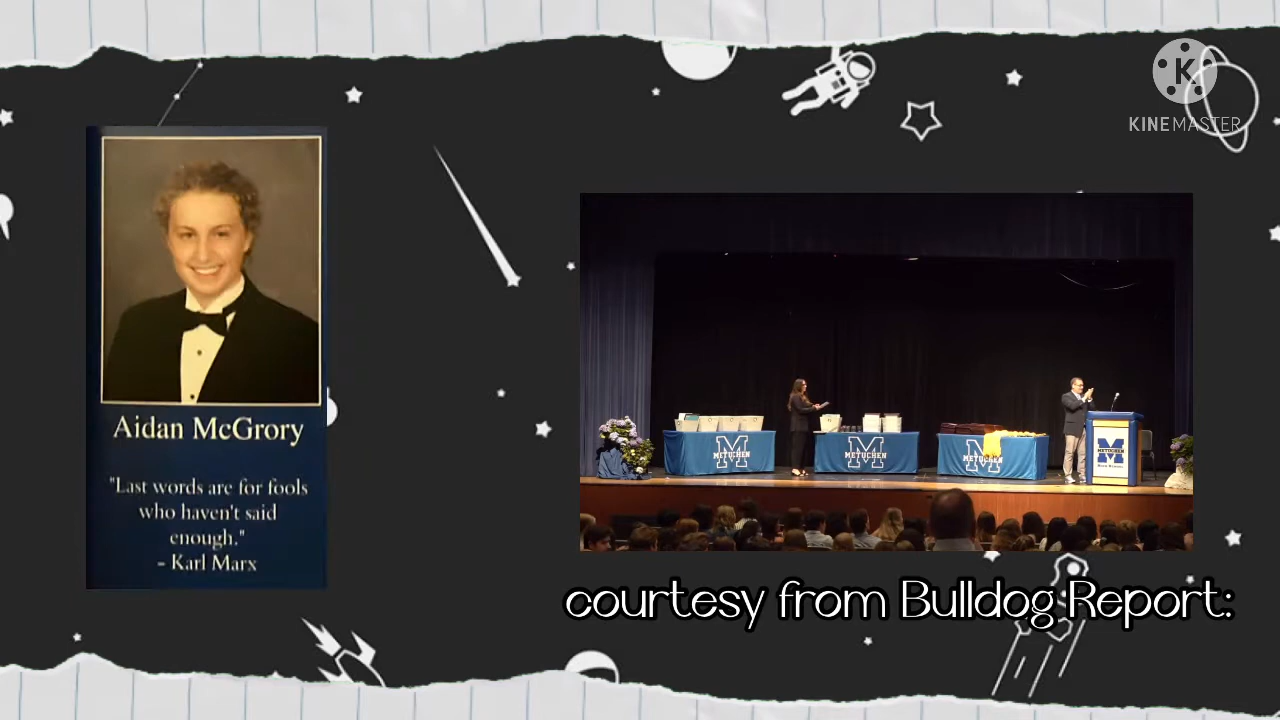 K
KINEMASTER
Aidan McGrory
"Last words are for fools
who haven't said
enough."
- Karl Marx
M
METUCHEN
M
METUCHEN
M
METUCHEN
M
METUCHEN
courtesy from Bulldog Report: